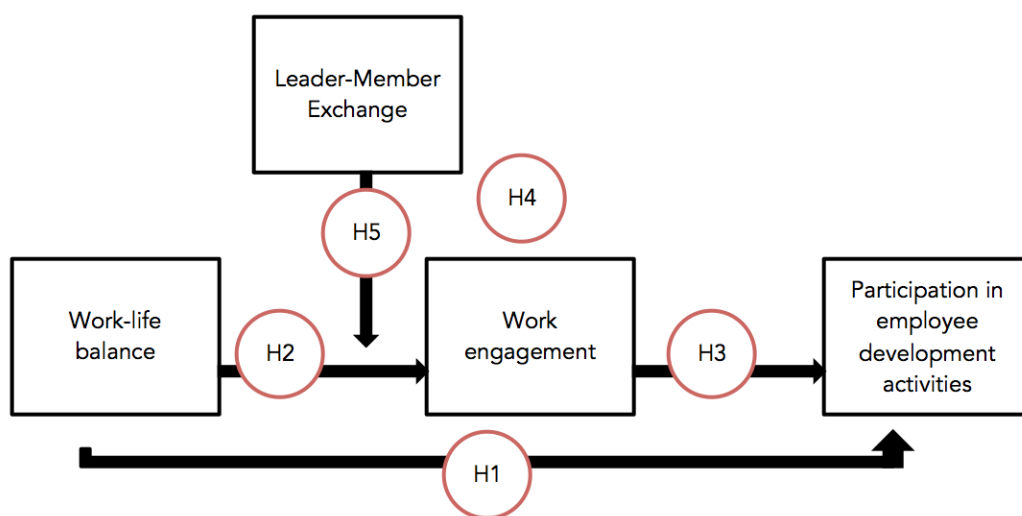 Leader-Member
Exchange
H4
H5
Work-life
balance
H2
Work
engagement
H3
Participation in
employee
development
activities
H1